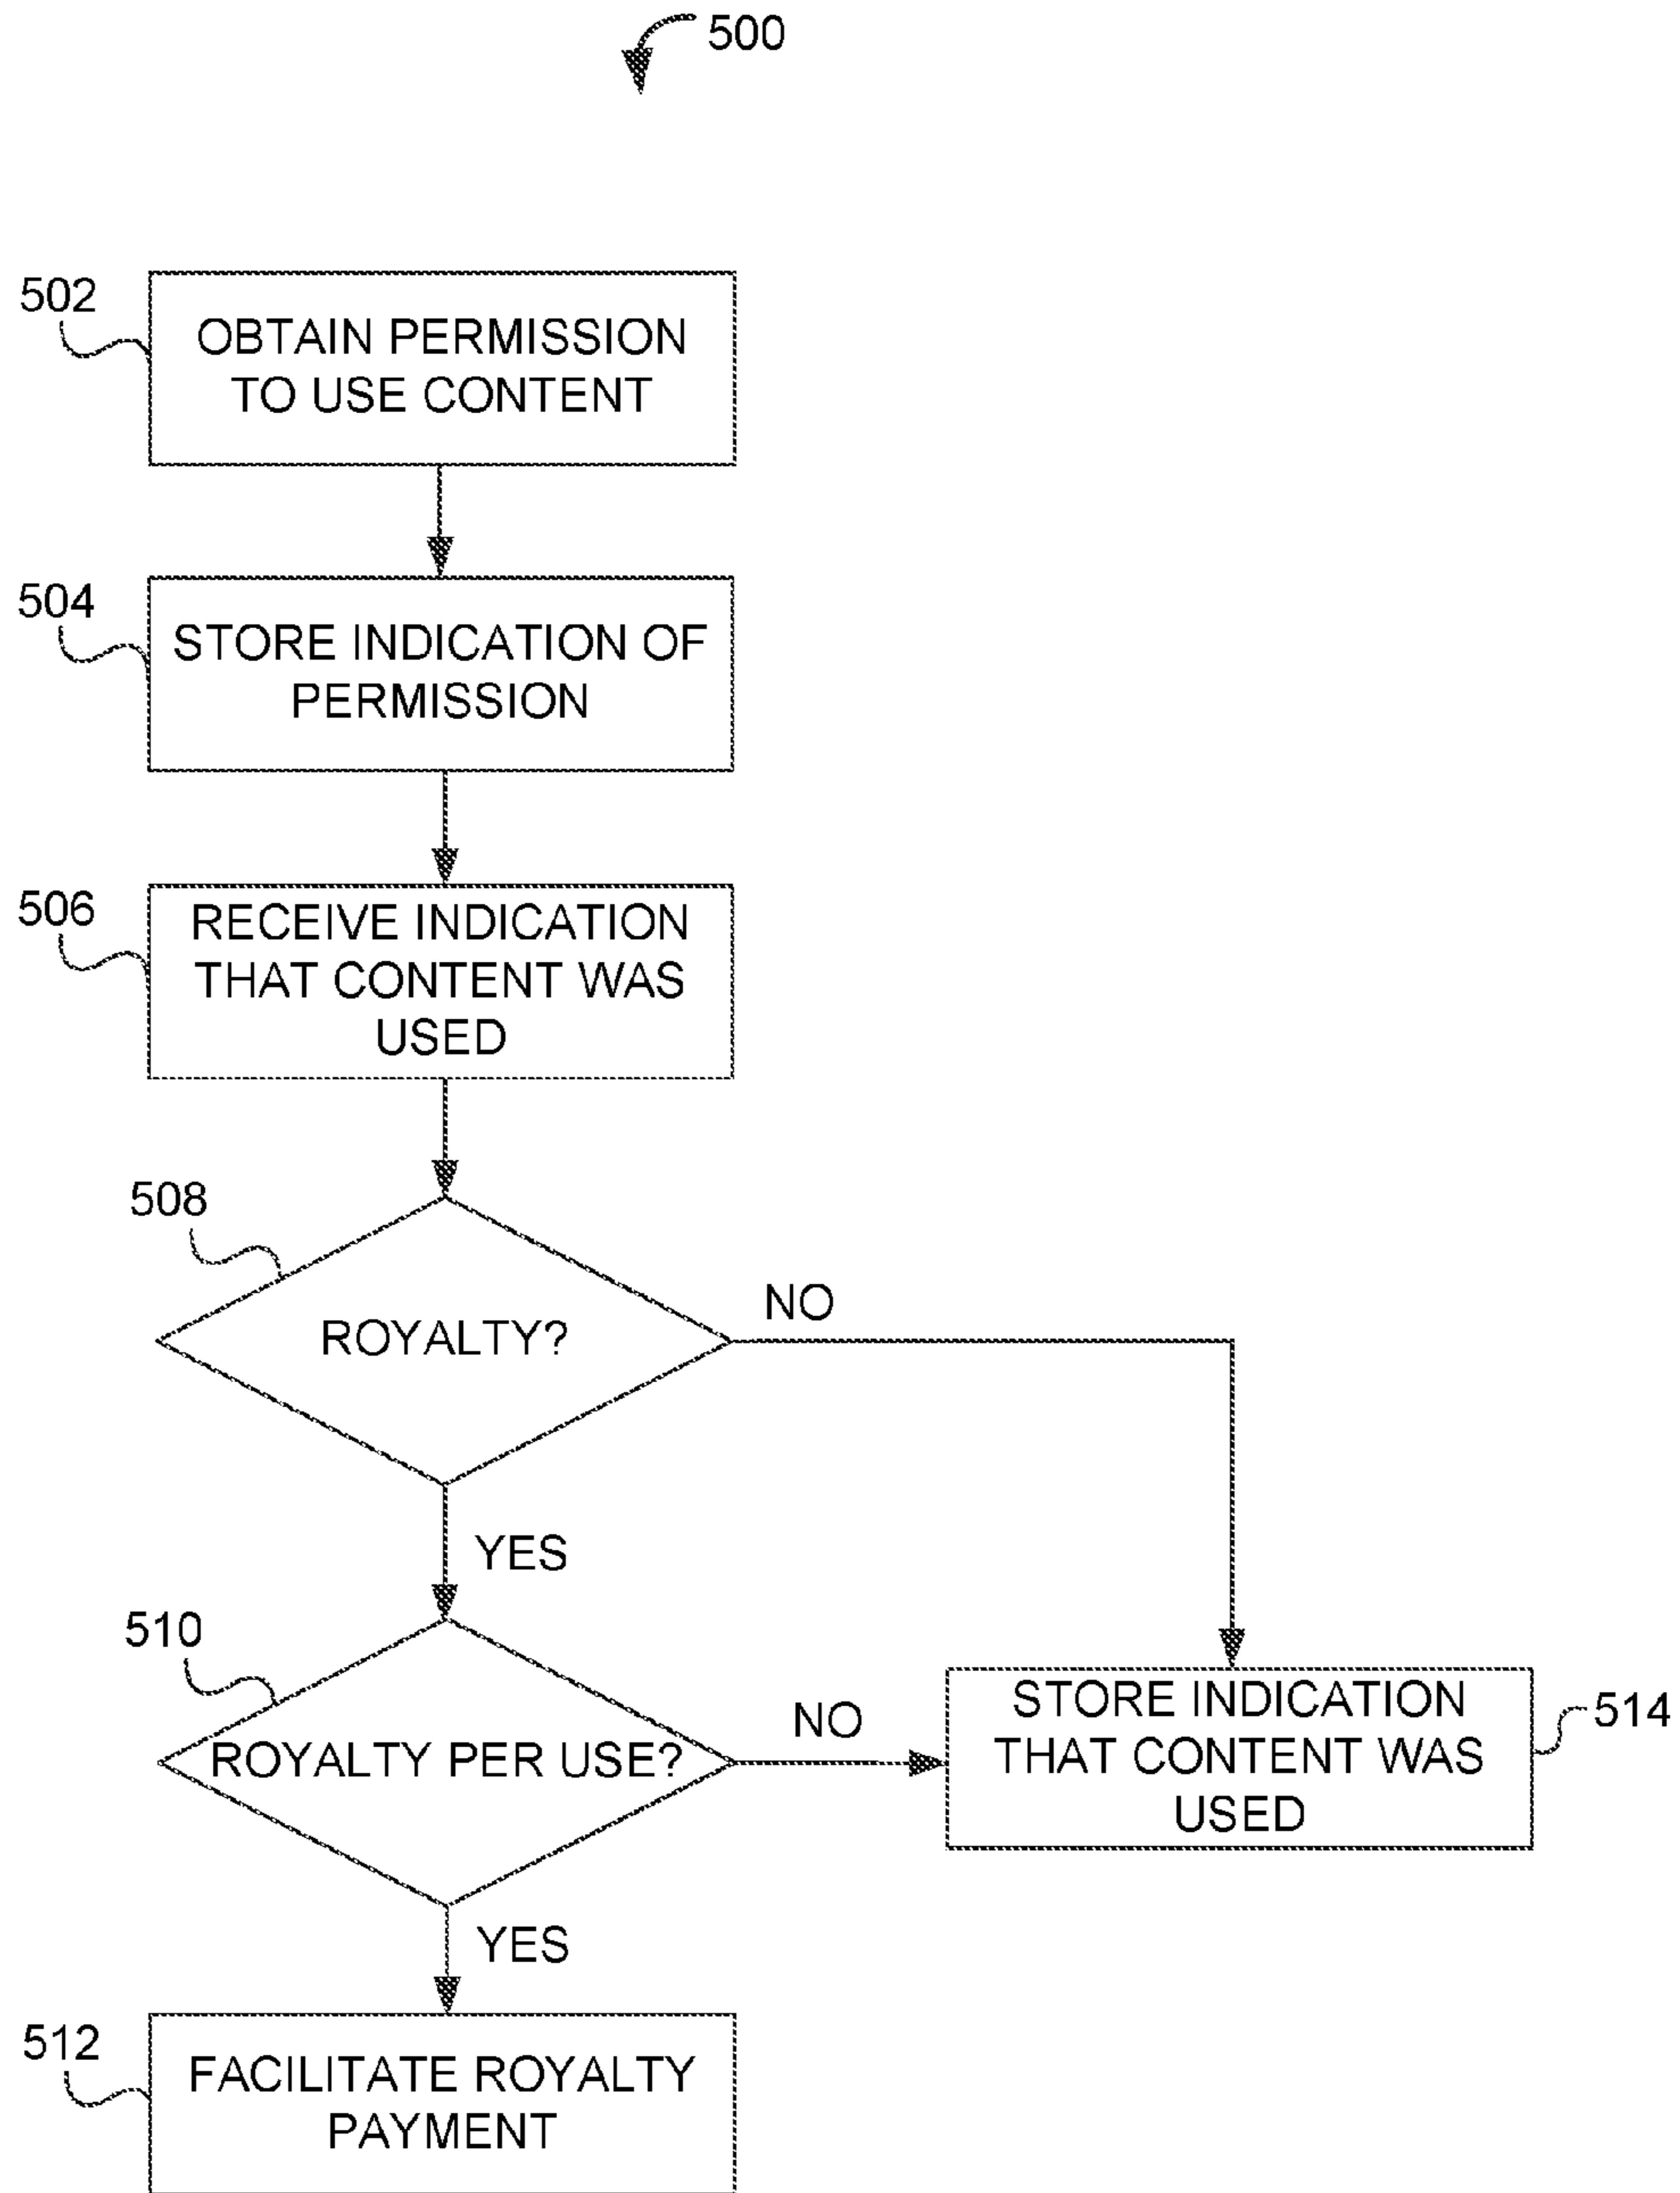 500
502
OBTAIN PERMISSION
TO USE CONTENT
504
STORE INDICATION OF
PERMISSION
506
RECEIVE INDICATION
THAT CONTENT WAS
USED
508
ROYALTY?
NO
YES
510
ROYALTY PER USE?
NO
STORE INDICATION
THAT CONTENT WAS
USED
514
YES
512
FACILITATE ROYALTY
PAYMENT